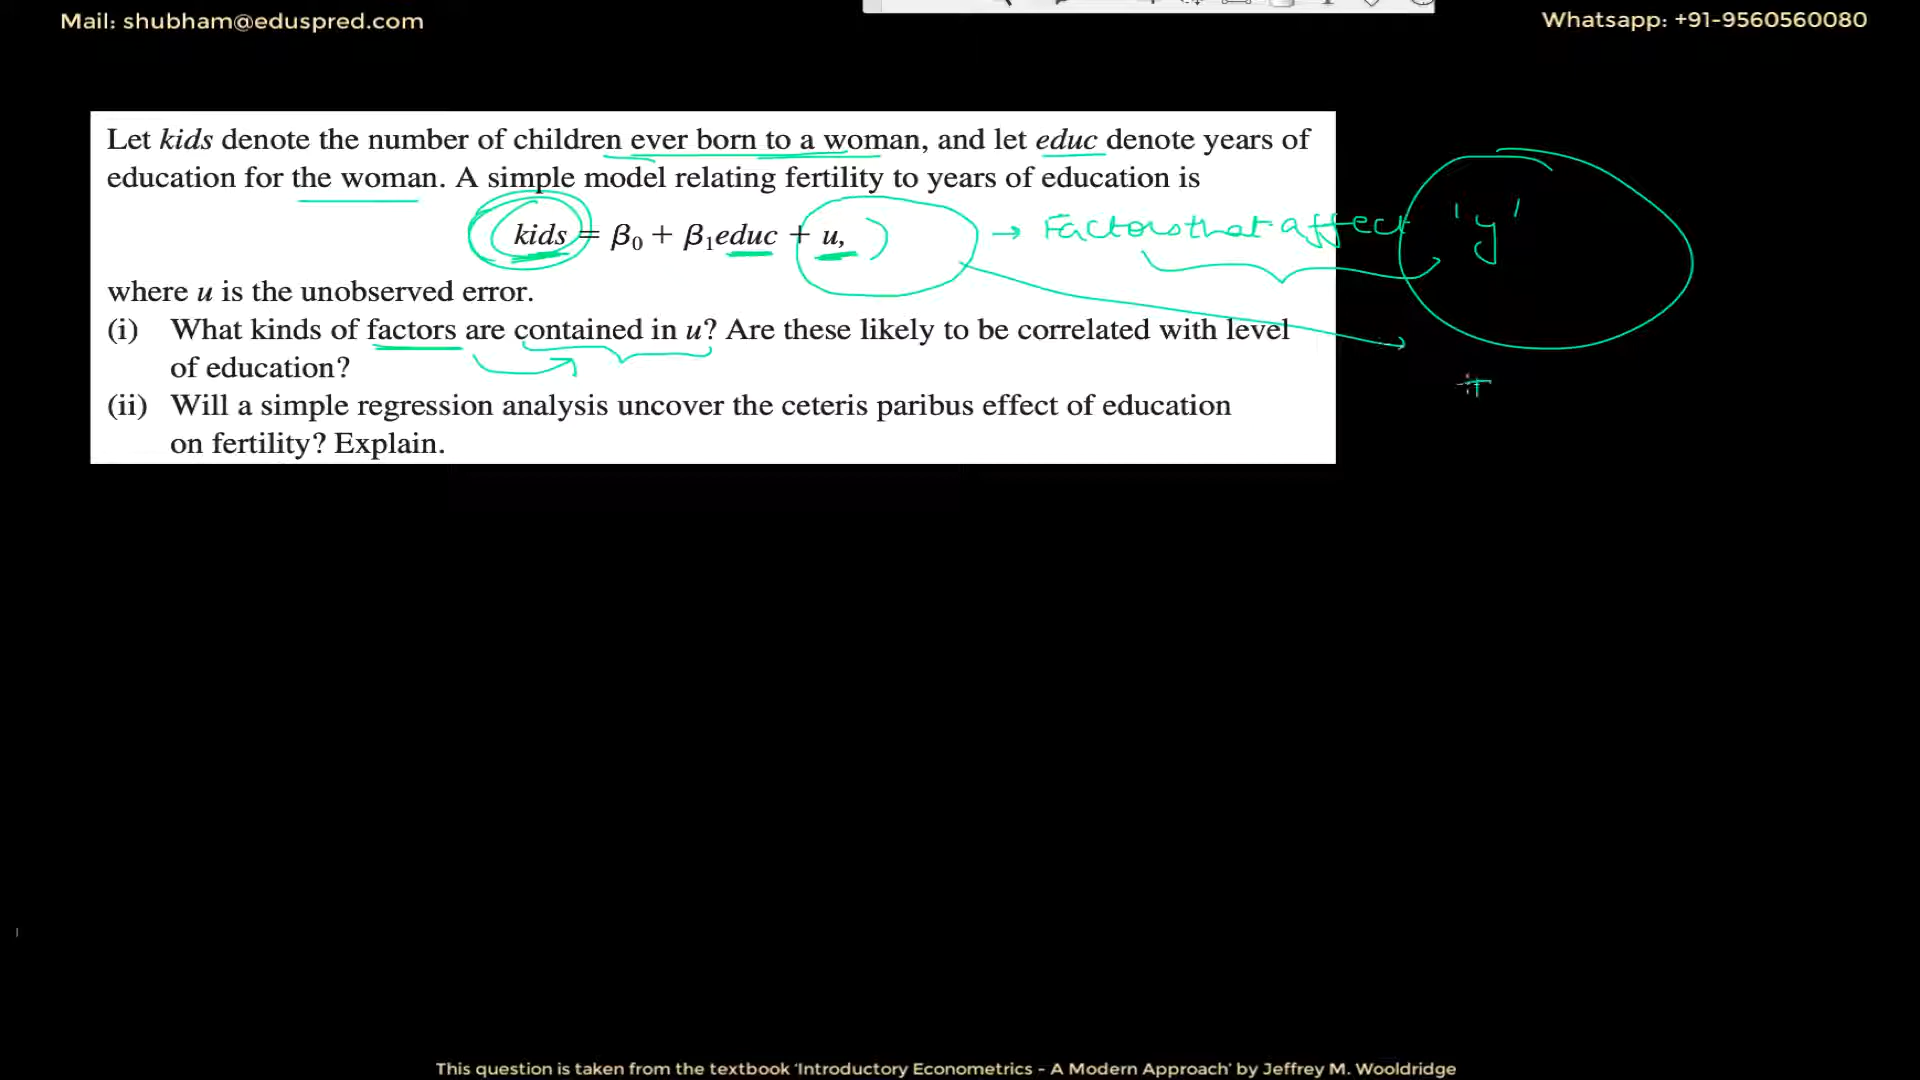 Mail: shubham@eduspred.com
Whatsapp: +91-9560560080
Let kids denote the number of children ever born to a woman, and let educ denote years of
education for the woman. A simple model relating fertility to years of education is
kids = β0 + β1educ + u,
→ Factors that affect 'y'
where u is the unobserved error.
(i) What kinds of factors are contained in u? Are these likely to be correlated with level
of education?
(ii) Will a simple regression analysis uncover the ceteris paribus effect of education
on fertility? Explain.
This question is taken from the textbook 'Introductory Econometrics - A Modern Approach' by Jeffrey M. Wooldridge